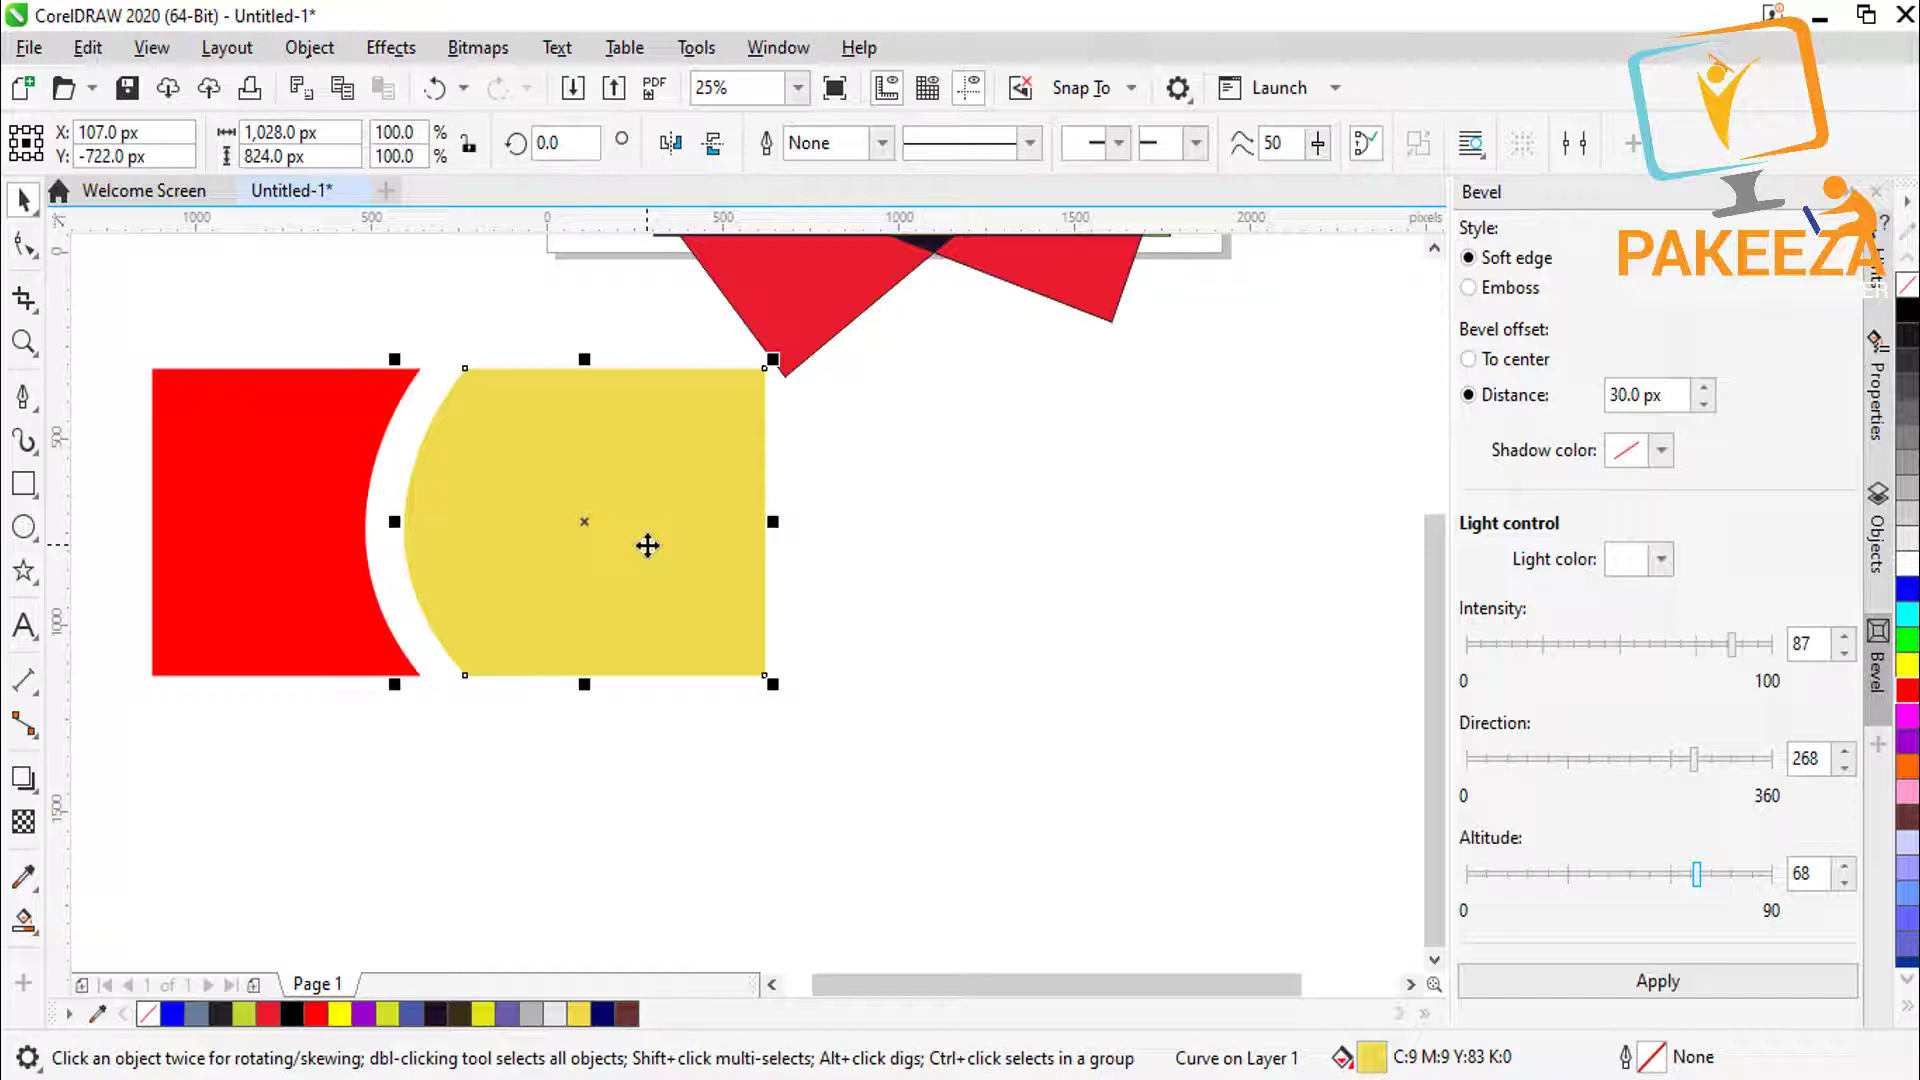 CorelDRAW 2020 (64-Bit) - Untitled-1*
File Edit View Layout Object Effects Bitmaps Text Table Tools Window Help
PDF 25% Snap To Launch
X: 107.0 px 1,028.0 px 100.0 % 0.0 None 50
Y: -722.0 px 824.0 px 100.0 %
Welcome Screen Untitled-1*
1000 500 0 500 1000 1500 2000 pixels
0
500
1000
1500
Bevel
Style:
Soft edge
Emboss
Bevel offset:
To center
Distance: 30.0 px
Shadow color:
Light control
Light color:
Intensity:
87
0 100
Direction:
268
0 360
Altitude:
68
0 90
Apply
PAKEEZA
Properties
Objects
Bevel
1 of 1 Page 1
Click an object twice for rotating/skewing; dbl-clicking tool selects all objects; Shift+click multi-selects; Alt+click digs; Ctrl+click selects in a group Curve on Layer 1 C:9 M:9 Y:83 K:0 None